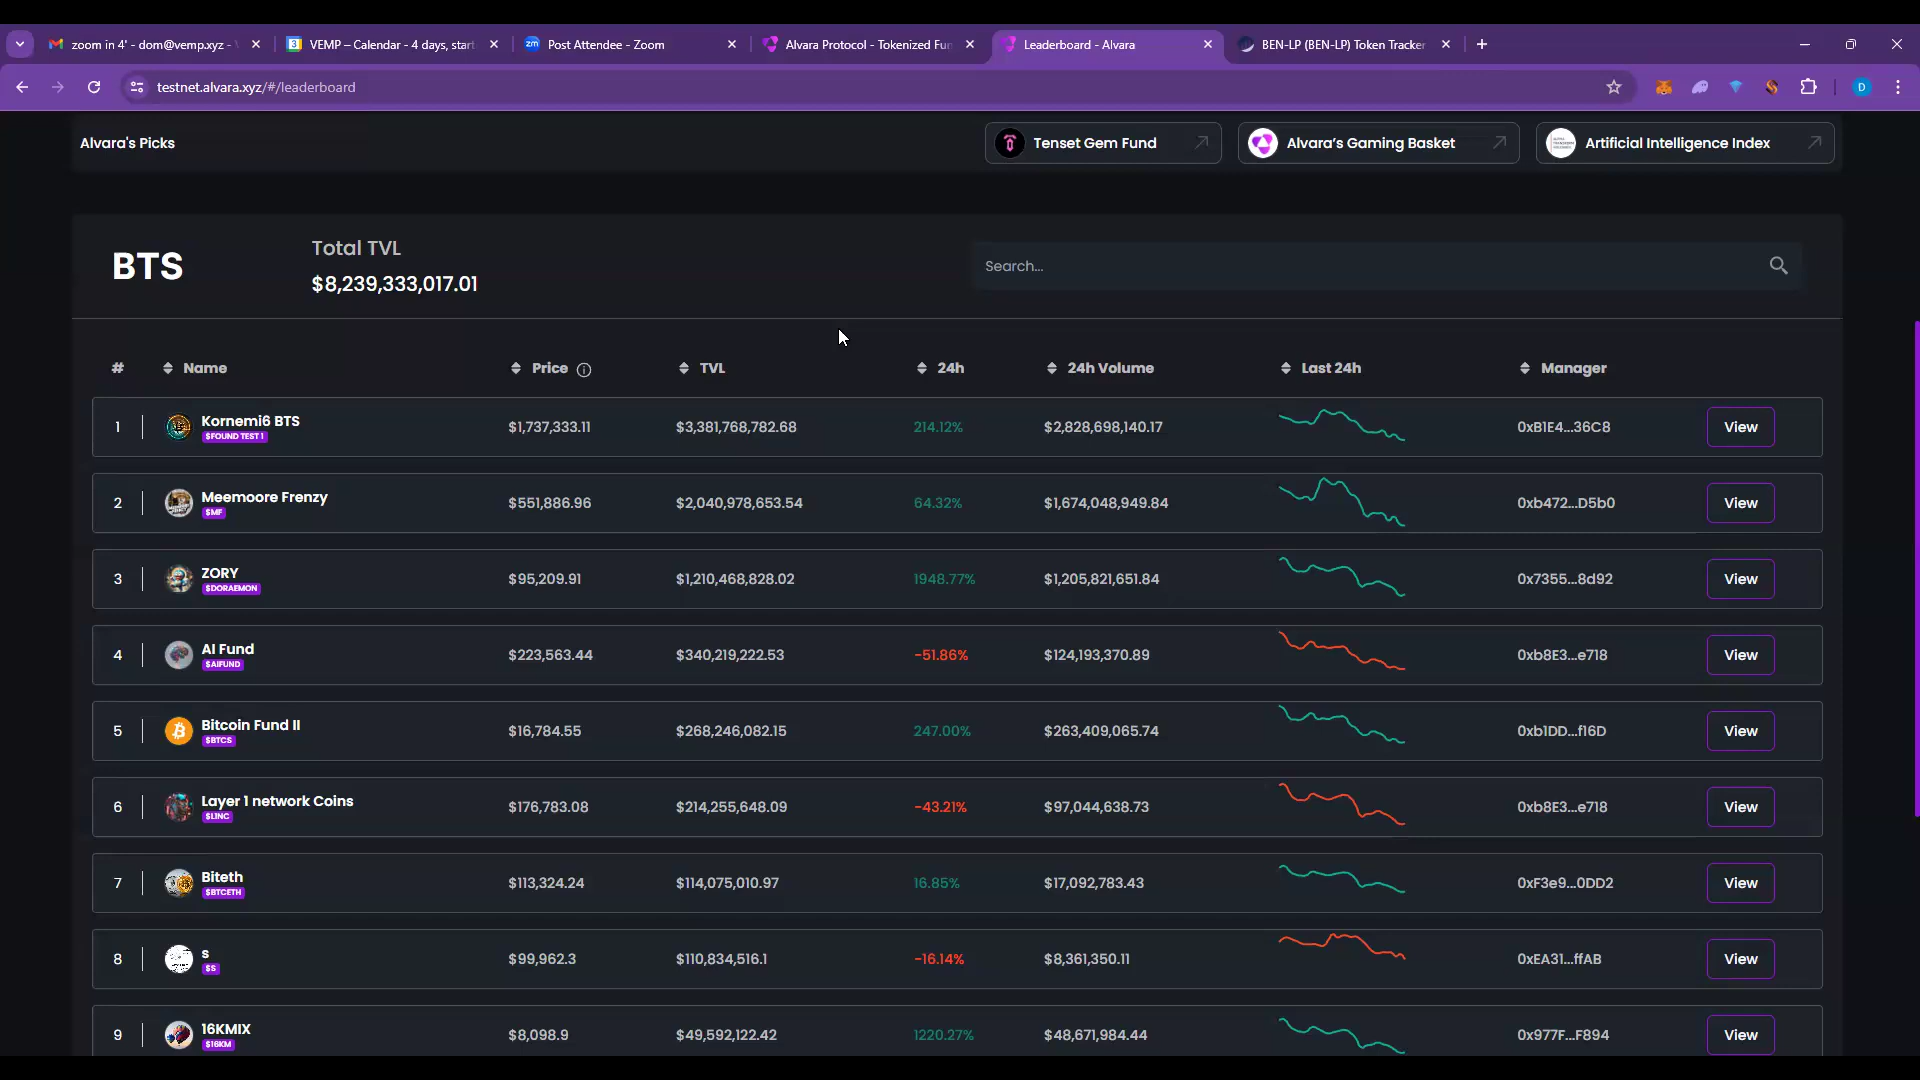 zoom in 4' - dom@vemp.xyz -
VEMP – Calendar - 4 days, start
zm Post Attendee - Zoom
Alvara Protocol - Tokenized Fun
Leaderboard - Alvara
BEN-LP (BEN-LP) Token Tracker
testnet.alvara.xyz/#/leaderboard
D
Alvara's Picks
Tenset Gem Fund
Alvara's Gaming Basket
Artificial Intelligence Index
BTS
Total TVL
$8,239,333,017.01
Search...
# Name Price TVL 24h 24h Volume Last 24h Manager
1 Kornemi6 BTS $1,737,333.11 $3,381,768,782.68 214.12% $2,828,698,140.17 0xB1E4...36C8 View
$FOUND TEST 1
2 Meemoore Frenzy $551,886.96 $2,040,978,653.54 64.32% $1,674,048,949.84 0xb472...D5b0 View
$MF
3 ZORY $95,209.91 $1,210,468,828.02 1948.77% $1,205,821,651.84 0x7355...8d92 View
$DORAEMON
4 AI Fund $223,563.44 $340,219,222.53 -51.86% $124,193,370.89 0xb8E3...e718 View
$AIFUND
5 Bitcoin Fund II $16,784.55 $268,246,082.15 247.00% $263,409,065.74 0xb1DD...f16D View
$BTCS
6 Layer 1 network Coins $176,783.08 $214,255,648.09 -43.21% $97,044,638.73 0xb8E3...e718 View
$L1NC
7 Biteth $113,324.24 $114,075,010.97 16.85% $17,092,783.43 0xF3e9...0DD2 View
$BTCETH
8 s $99,962.3 $110,834,516.1 -16.14% $8,361,350.11 0xEA31...ffAB View
$S
9 16KMIX $8,098.9 $49,592,122.42 1220.27% $48,671,984.44 0x977F...F894 View
$16KM